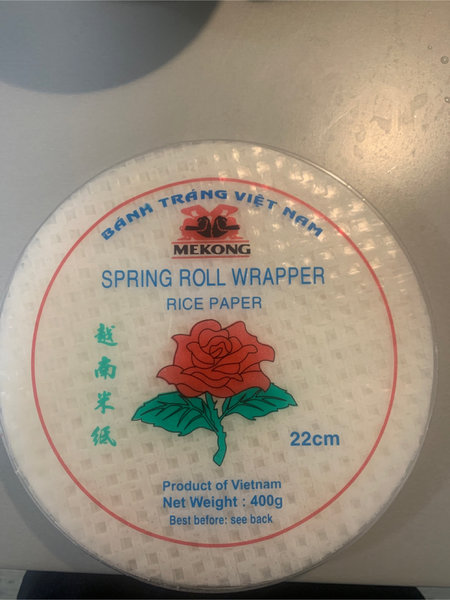 BÁNH TRÁNG VIỆT NAM
MEKONG
SPRING ROLL WRAPPER
RICE PAPER
越南米纸
22cm
Product of Vietnam
Net Weight : 400g
Best before: see back